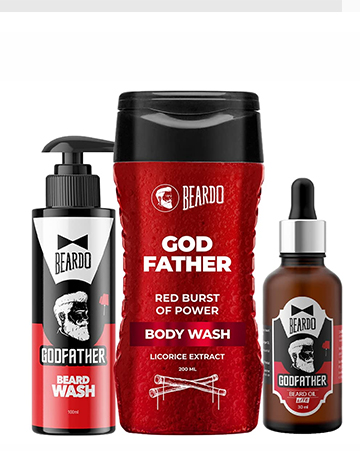 BEARDO
GODFATHER
BEARD
WASH
100ml
BEARDO
GOD
FATHER
RED BURST
OF POWER
BODY WASH
LICORICE EXTRACT
200 ML
BEARDO
GODFATHER
BEARD OIL
LITE
30 ml